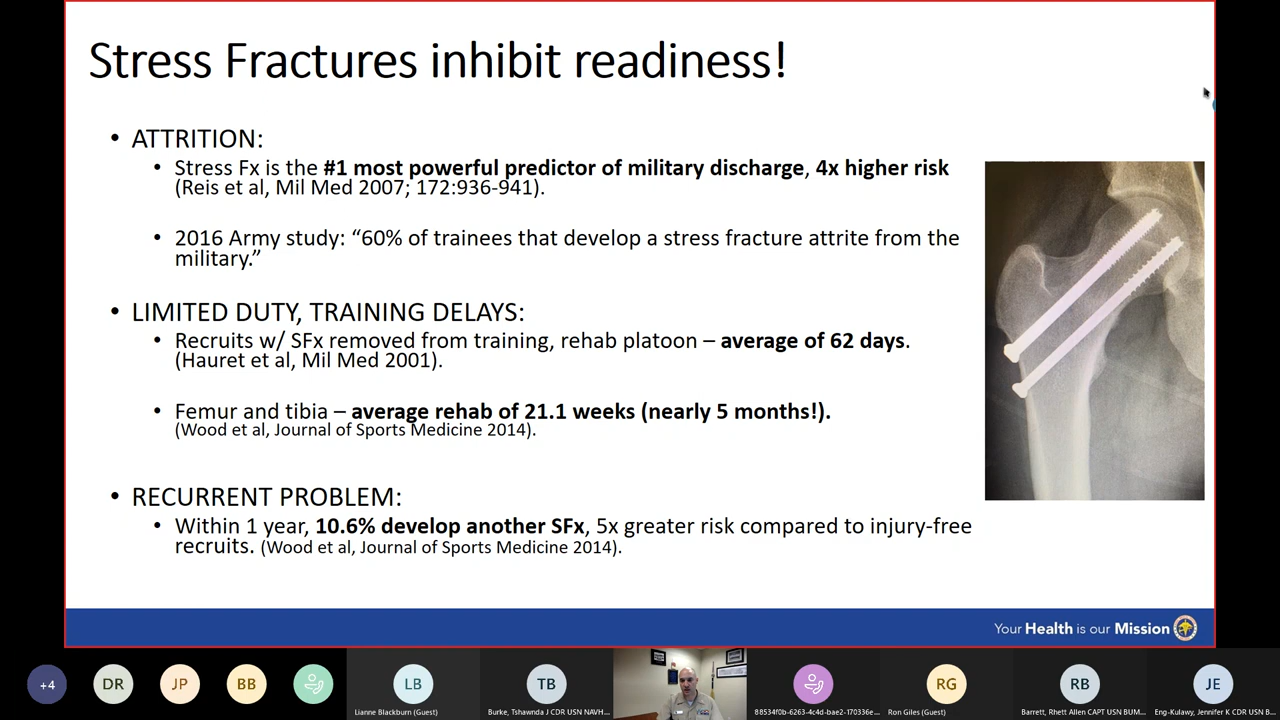 Stress Fractures inhibit readiness!
• ATTRITION:
• Stress Fx is the #1 most powerful predictor of military discharge, 4x higher risk
(Reis et al, Mil Med 2007; 172:936-941).
• 2016 Army study: “60% of trainees that develop a stress fracture attrite from the
military.”
• LIMITED DUTY, TRAINING DELAYS:
• Recruits w/ SFx removed from training, rehab platoon – average of 62 days.
(Hauret et al, Mil Med 2001).
• Femur and tibia – average rehab of 21.1 weeks (nearly 5 months!).
(Wood et al, Journal of Sports Medicine 2014).
• RECURRENT PROBLEM:
• Within 1 year, 10.6% develop another SFx, 5x greater risk compared to injury-free
recruits. (Wood et al, Journal of Sports Medicine 2014).
Your Health is our Mission
+4
DR
JP
BB
LB
TB
RG
RB
JE
Lianne Blackburn (Guest)
Burke, Tshawnda J CDR USN NAVH...
88534f0b-6263-4c4d-bae2-170336e...
Ron Giles (Guest)
Barrett, Rhett Allen CAPT USN BUM...
Eng-Kulawy, Jennifer K CDR USN B...